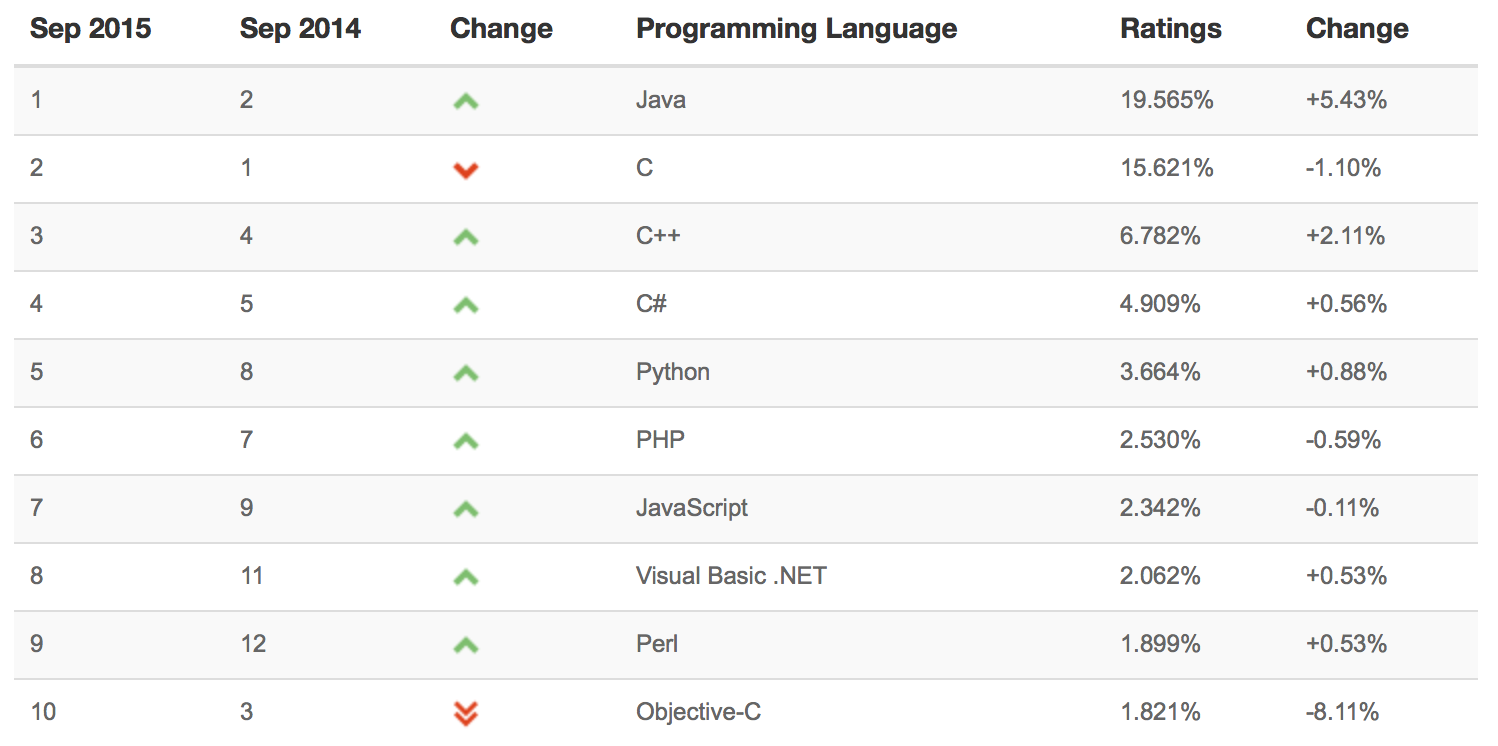 Sep 2015 Sep 2014 Change Programming Language Ratings Change
1 2 Java 19.565% +5.43%
2 1 C 15.621% -1.10%
3 4 C++ 6.782% +2.11%
4 5 C# 4.909% +0.56%
5 8 Python 3.664% +0.88%
6 7 PHP 2.530% -0.59%
7 9 JavaScript 2.342% -0.11%
8 11 Visual Basic .NET 2.062% +0.53%
9 12 Perl 1.899% +0.53%
10 3 Objective-C 1.821% -8.11%